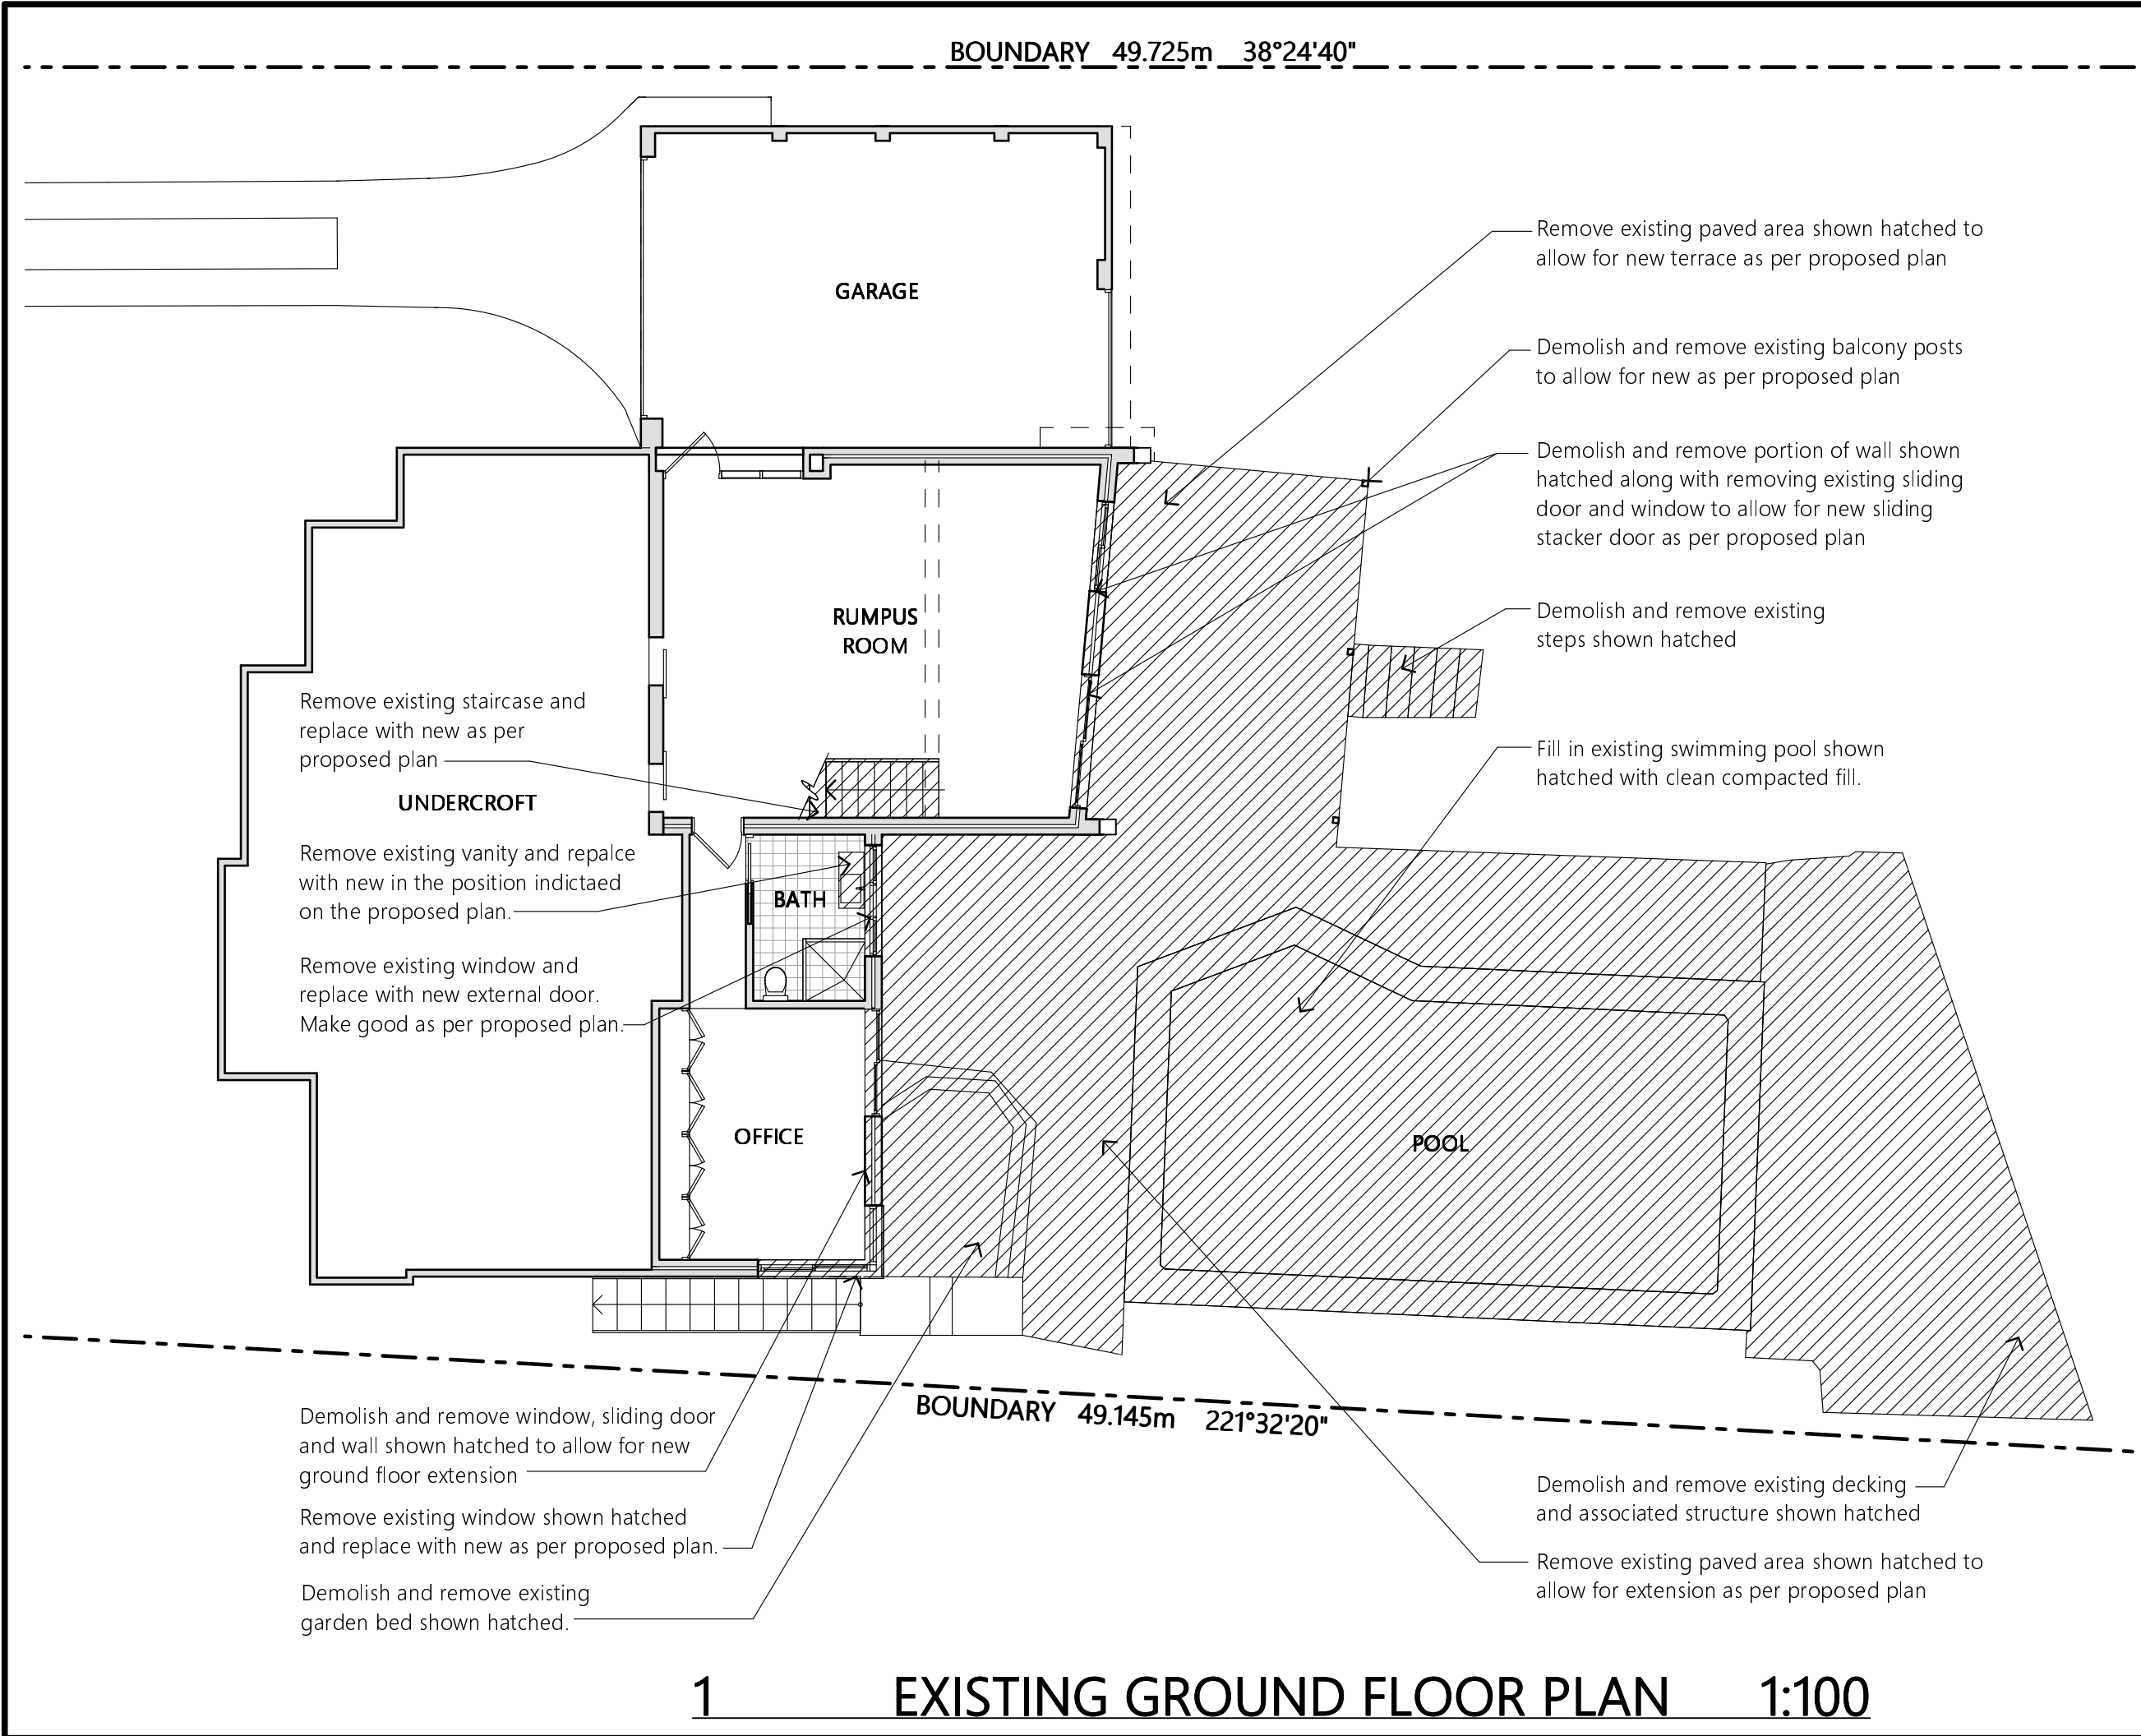 BOUNDARY 49.725m 38°24'40"
GARAGE
Remove existing paved area shown hatched to
allow for new terrace as per proposed plan
Demolish and remove existing balcony posts
to allow for new as per proposed plan
Demolish and remove portion of wall shown
hatched along with removing existing sliding
door and window to allow for new sliding
stacker door as per proposed plan
RUMPUS
ROOM
Demolish and remove existing
steps shown hatched
Remove existing staircase and
replace with new as per
proposed plan
Fill in existing swimming pool shown
hatched with clean compacted fill.
UNDERCROFT
Remove existing vanity and repalce
with new in the position indictaed
on the proposed plan.
BATH
Remove existing window and
replace with new external door.
Make good as per proposed plan.
OFFICE
POOL
BOUNDARY 49.145m 221°32'20"
Demolish and remove window, sliding door
and wall shown hatched to allow for new
ground floor extension
Remove existing window shown hatched
and replace with new as per proposed plan.
Demolish and remove existing
garden bed shown hatched.
Demolish and remove existing decking
and associated structure shown hatched
Remove existing paved area shown hatched to
allow for extension as per proposed plan
1 EXISTING GROUND FLOOR PLAN 1:100